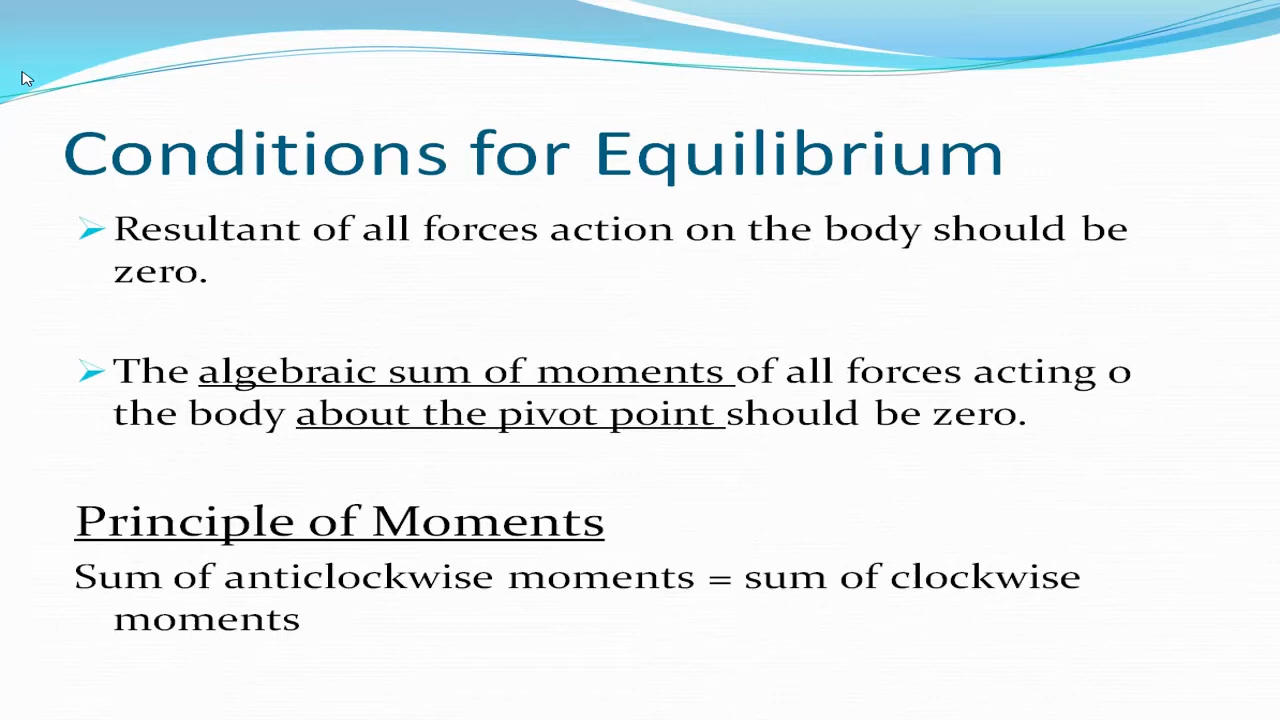 Conditions for Equilibrium
Resultant of all forces action on the body should be
zero.
The algebraic sum of moments of all forces acting o
the body about the pivot point should be zero.
Principle of Moments
Sum of anticlockwise moments = sum of clockwise
moments